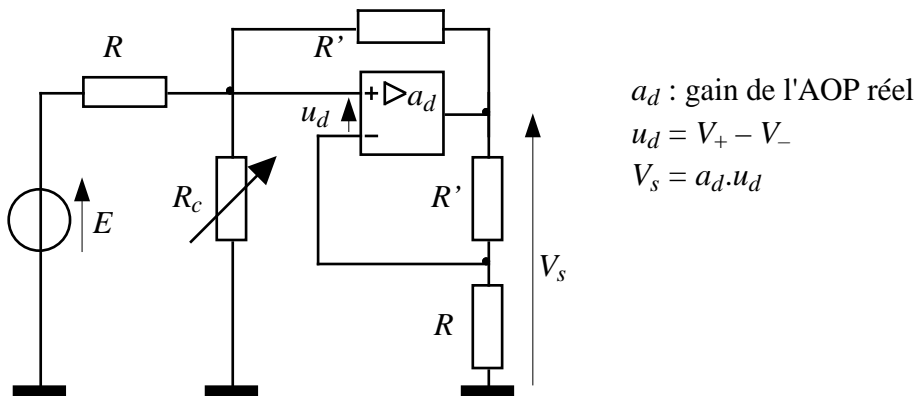 R’
R
+ ▷ a_d
u_d
−
R_c
E
R’
V_s
R
a_d : gain de l'AOP réel
u_d = V_+ − V_−
V_s = a_d.u_d